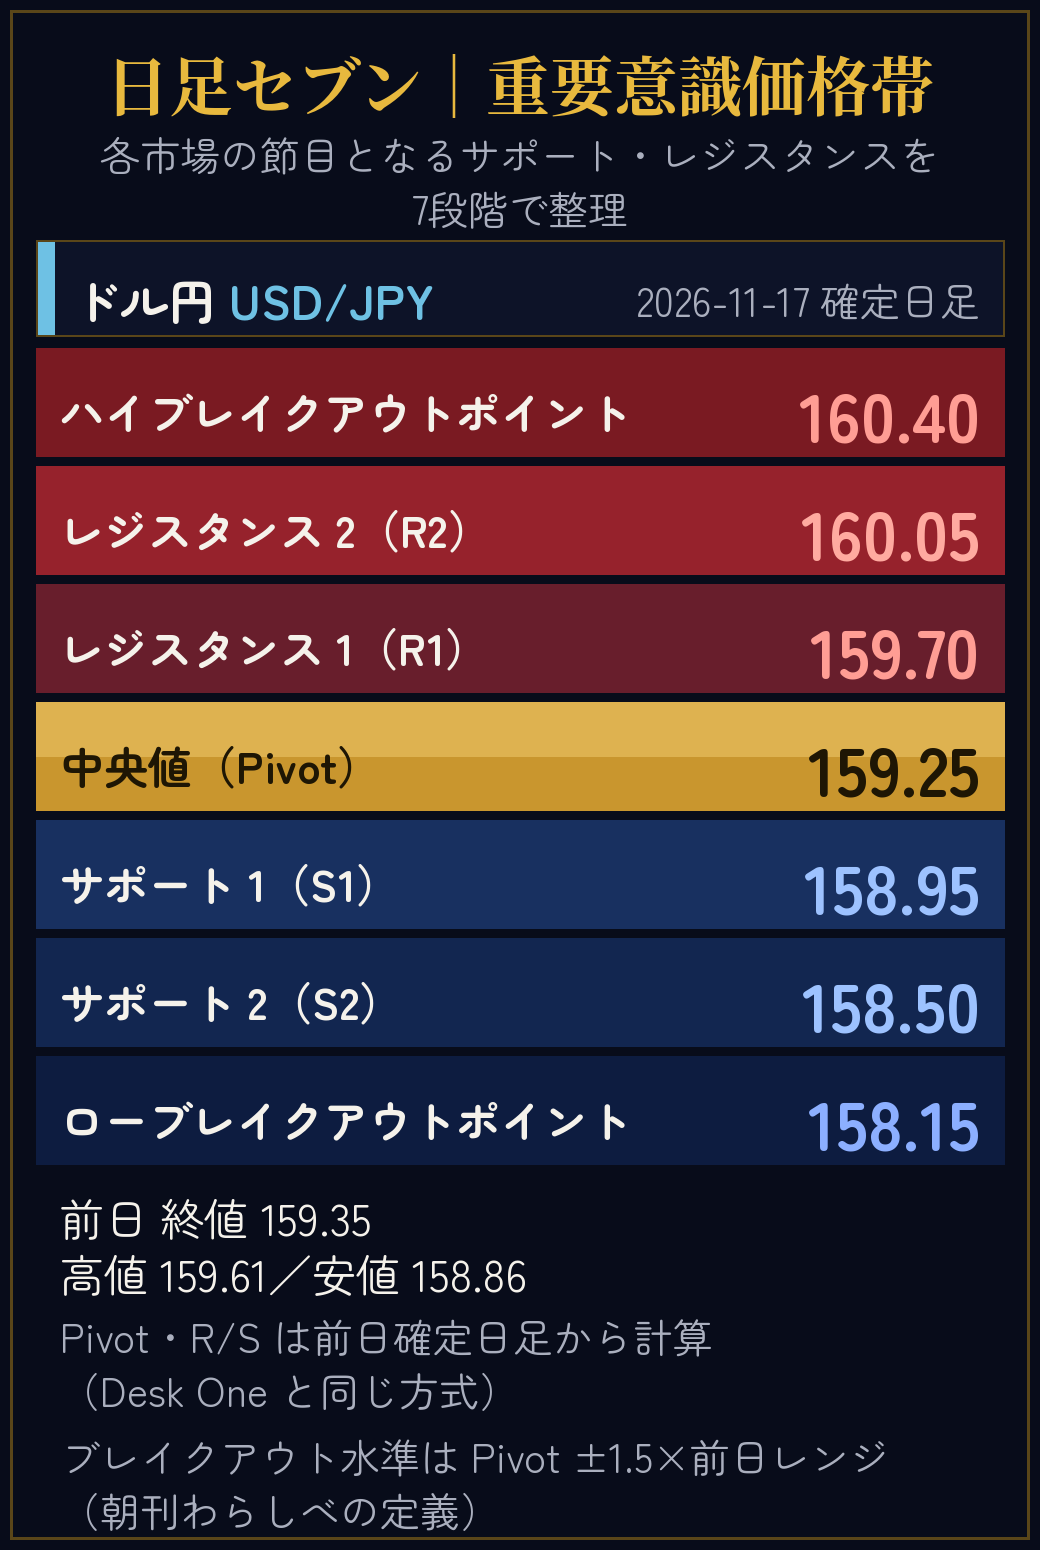 日足セブン｜重要意識価格帯
各市場の節目となるサポート・レジスタンスを
7段階で整理
ドル円 USD/JPY 2026-11-17 確定日足
ハイブレイクアウトポイント 160.40
レジスタンス 2（R2） 160.05
レジスタンス 1（R1） 159.70
中央値（Pivot） 159.25
サポート 1（S1） 158.95
サポート 2（S2） 158.50
ローブレイクアウトポイント 158.15
前日 終値 159.35
高値 159.61／安値 158.86
Pivot・R/S は前日確定日足から計算
（Desk One と同じ方式）
ブレイクアウト水準は Pivot ±1.5×前日レンジ
（朝刊わらしべの定義）